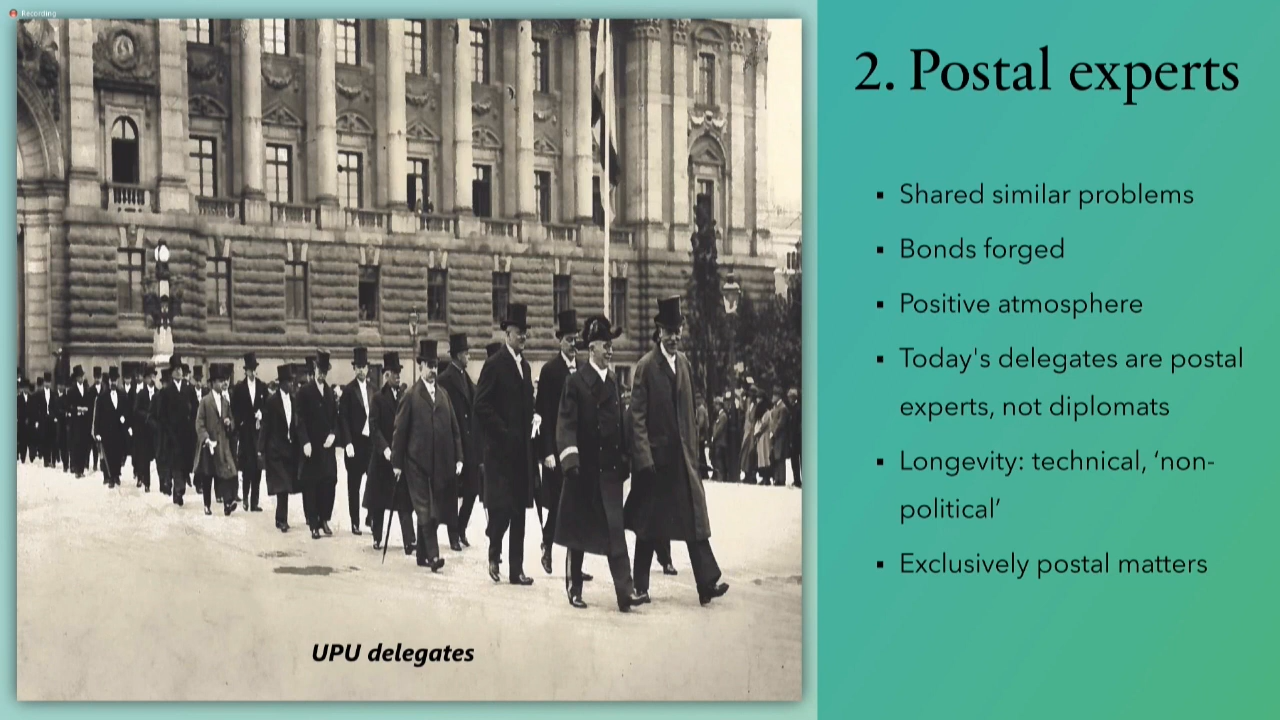 Recording
2. Postal experts
▪ Shared similar problems
▪ Bonds forged
▪ Positive atmosphere
▪ Today's delegates are postal
experts, not diplomats
▪ Longevity: technical, ‘non-
political’
▪ Exclusively postal matters
UPU delegates